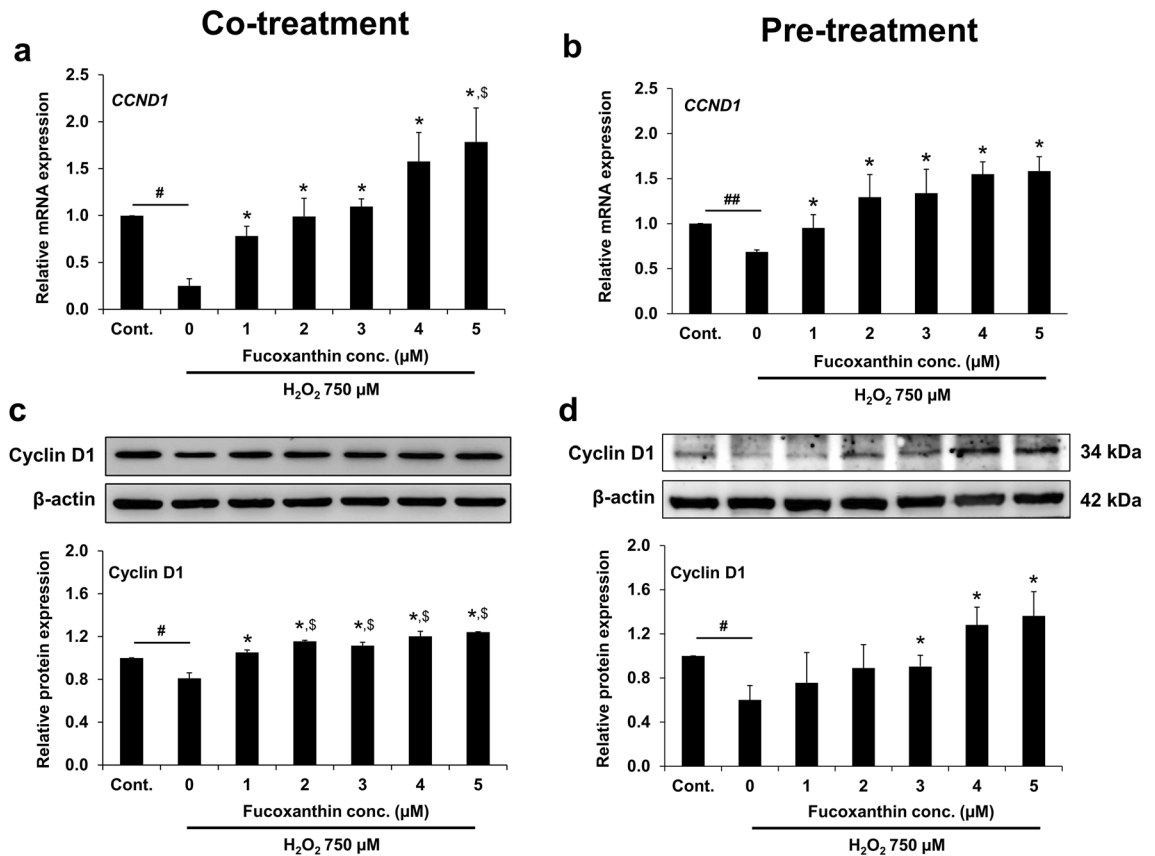 Co-treatment
Pre-treatment
a
2.5
2.0
1.5
1.0
0.5
0.0
Relative mRNA expression
CCND1
#
*
*
*
*
*,$
Cont. 0 1 2 3 4 5
Fucoxanthin conc. (µM)
H₂O₂ 750 µM
b
2.5
2.0
1.5
1.0
0.5
0.0
Relative mRNA expression
CCND1
##
*
*
*
*
*
Cont. 0 1 2 3 4 5
Fucoxanthin conc. (µM)
H₂O₂ 750 µM
c
Cyclin D1
β-actin
2.0
1.6
1.2
0.8
0.4
0.0
Relative protein expression
Cyclin D1
#
*
*,$
*,$
*,$
*,$
Cont. 0 1 2 3 4 5
Fucoxanthin conc. (µM)
H₂O₂ 750 µM
d
Cyclin D1 34 kDa
β-actin 42 kDa
2.0
1.6
1.2
0.8
0.4
0.0
Relative protein expression
Cyclin D1
#
*
*
*
Cont. 0 1 2 3 4 5
Fucoxanthin conc. (µM)
H₂O₂ 750 µM